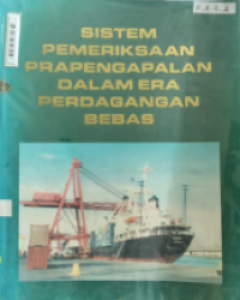 SISTEM
PEMERIKSAAN
PRAPENGAPALAN
DALAM ERA
PERDAGANGAN
BEBAS